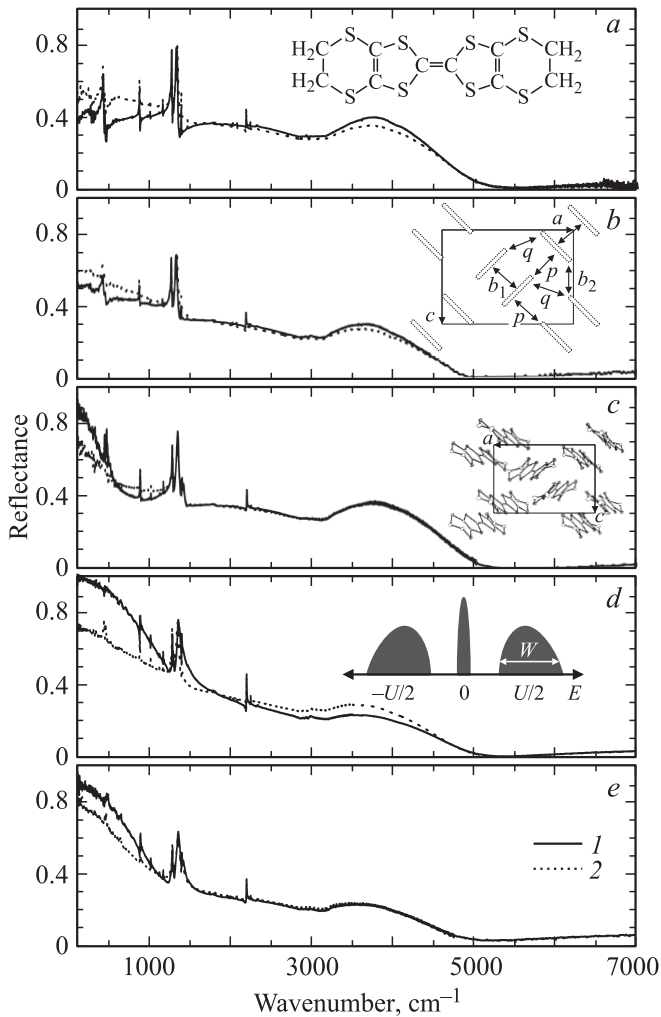 a
0.8
0.4
0
H2C
H2C
S
S
C
C
S
S
C
C
S
S
C
C
S
S
CH2
CH2
b
0.8
0.4
0
a
q
p
b1
b2
q
p
c
c
0.8
0.4
0
a
c
d
0.8
0.4
0
W
–U/2
0
U/2
E
e
0.8
0.4
0
1
2
Reflectance
1000
3000
5000
7000
Wavenumber, cm–1